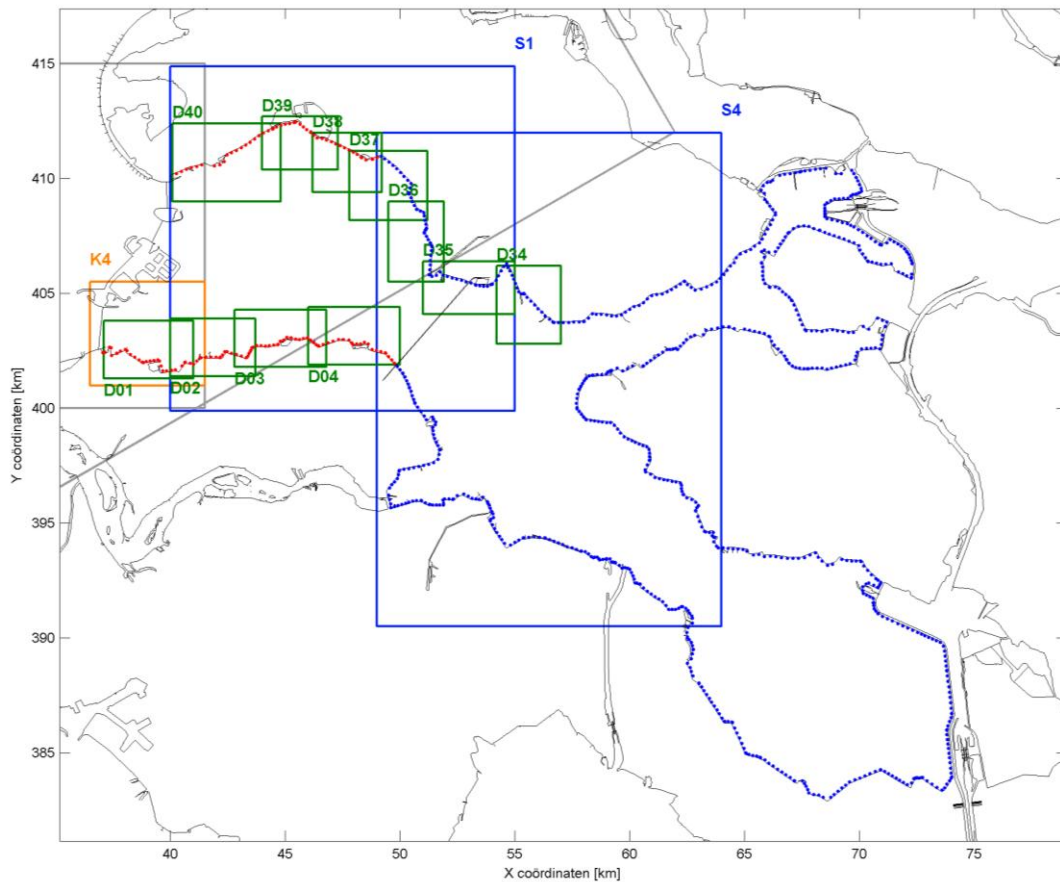 S1
415
D39
S4
D40
D38
D37
410
D36
K4
D35
D34
405
D01
D02
D03
D04
400
Y coördinaten [km]
395
390
385
40
45
50
55
60
65
70
75
X coördinaten [km]